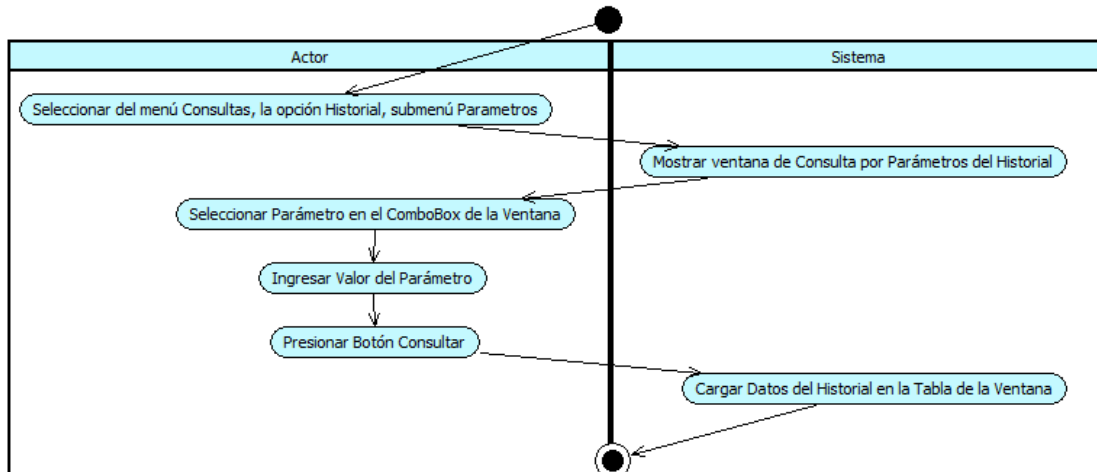 Actor
Sistema
Seleccionar del menú Consultas, la opción Historial, submenú Parametros
Mostrar ventana de Consulta por Parámetros del Historial
Seleccionar Parámetro en el ComboBox de la Ventana
Ingresar Valor del Parámetro
Presionar Botón Consultar
Cargar Datos del Historial en la Tabla de la Ventana